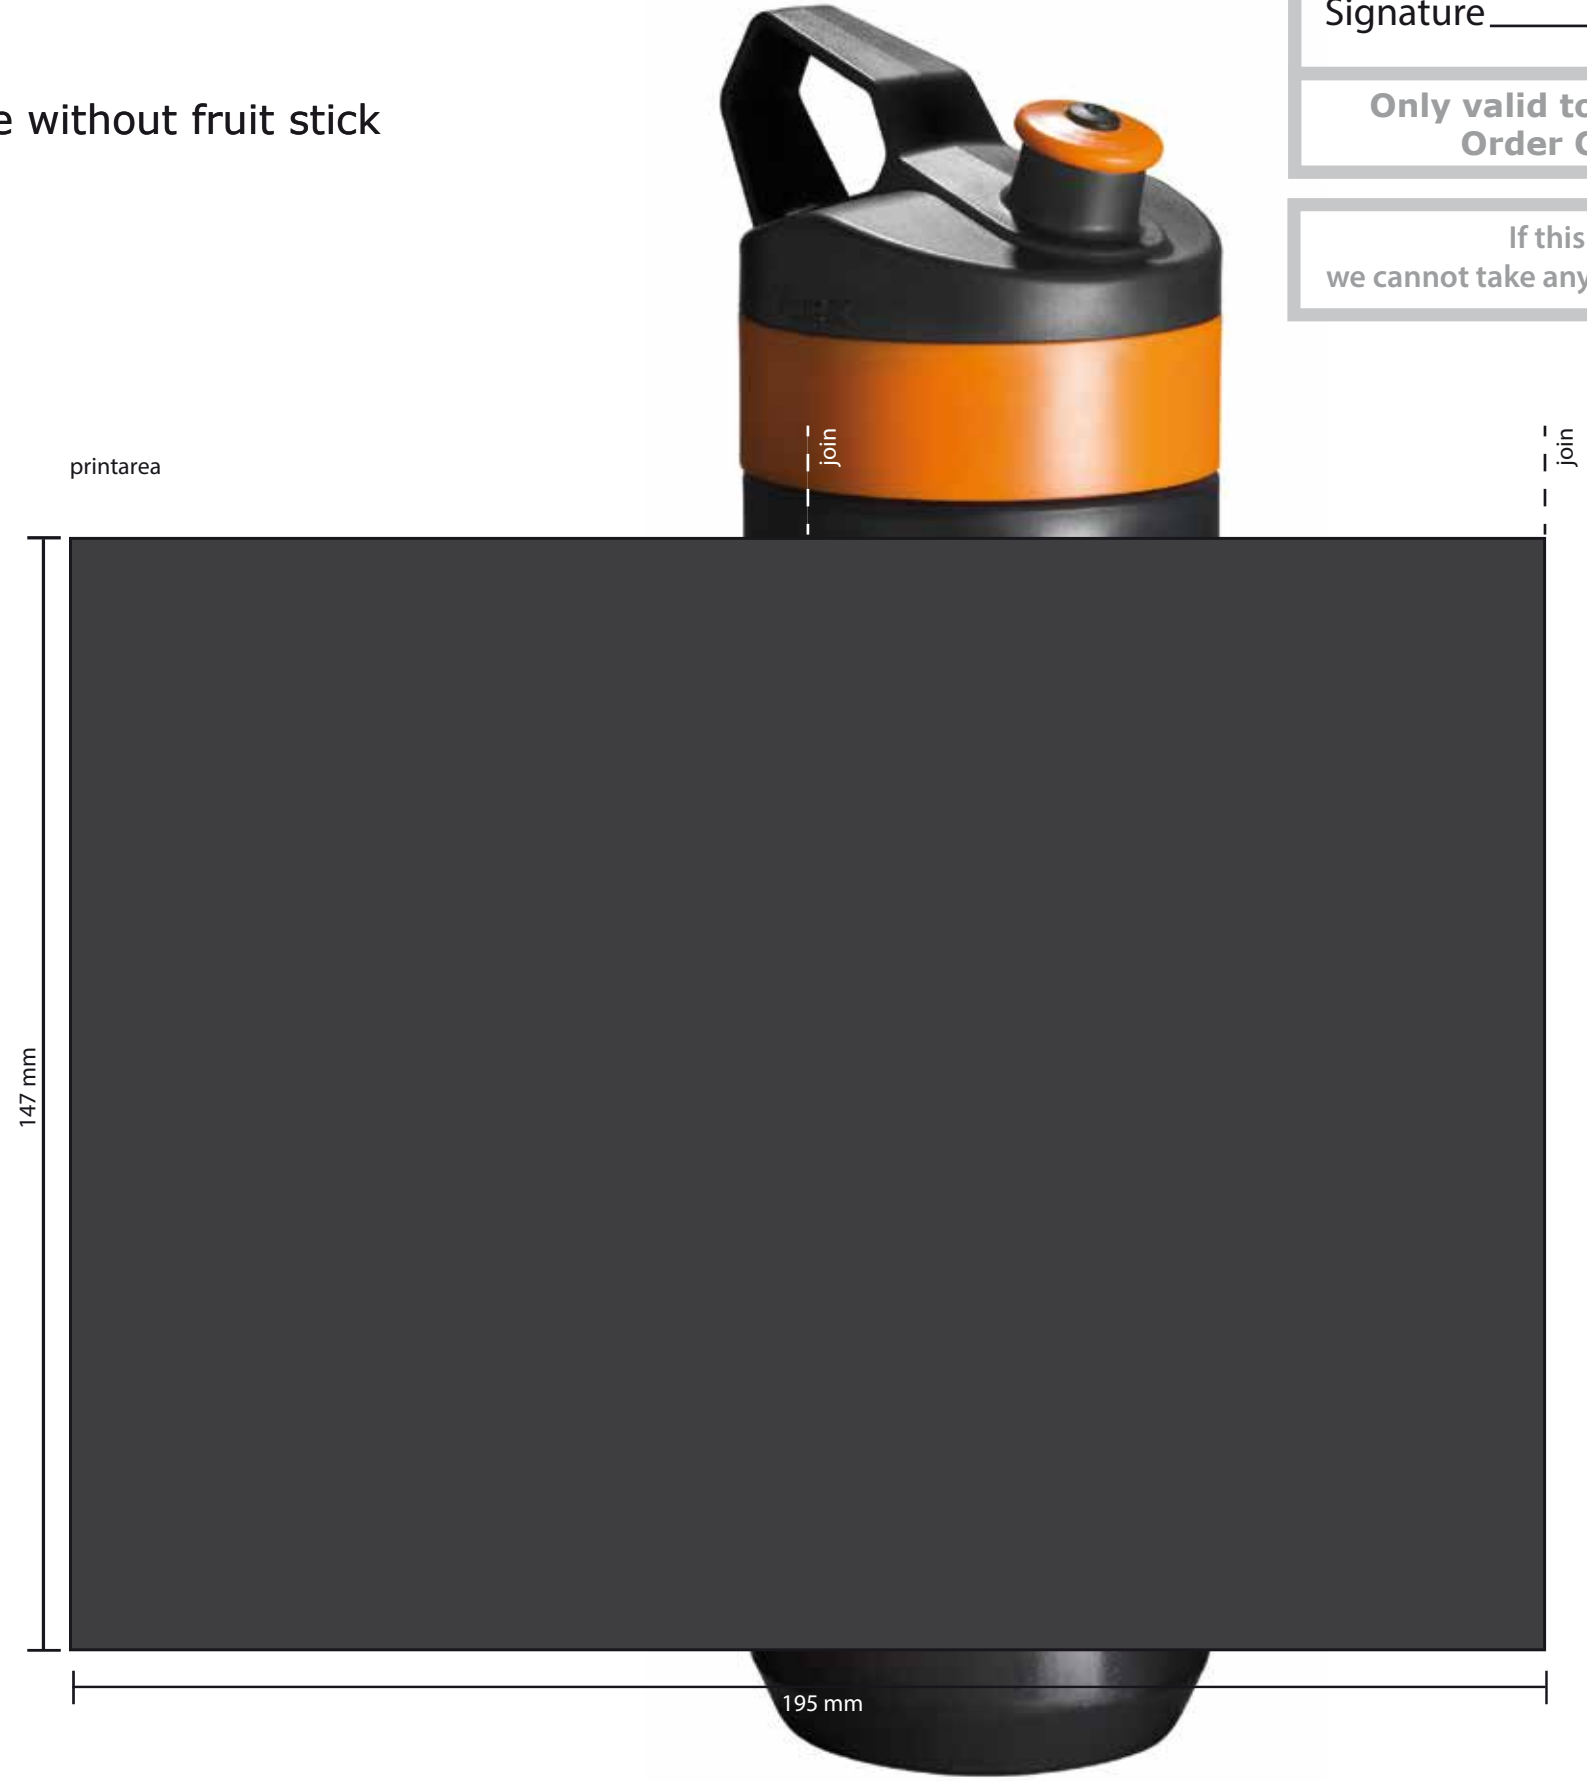 Signature
e without fruit stick
Only valid to
Order
If this
we cannot take any
join
join
printarea
147 mm
195 mm